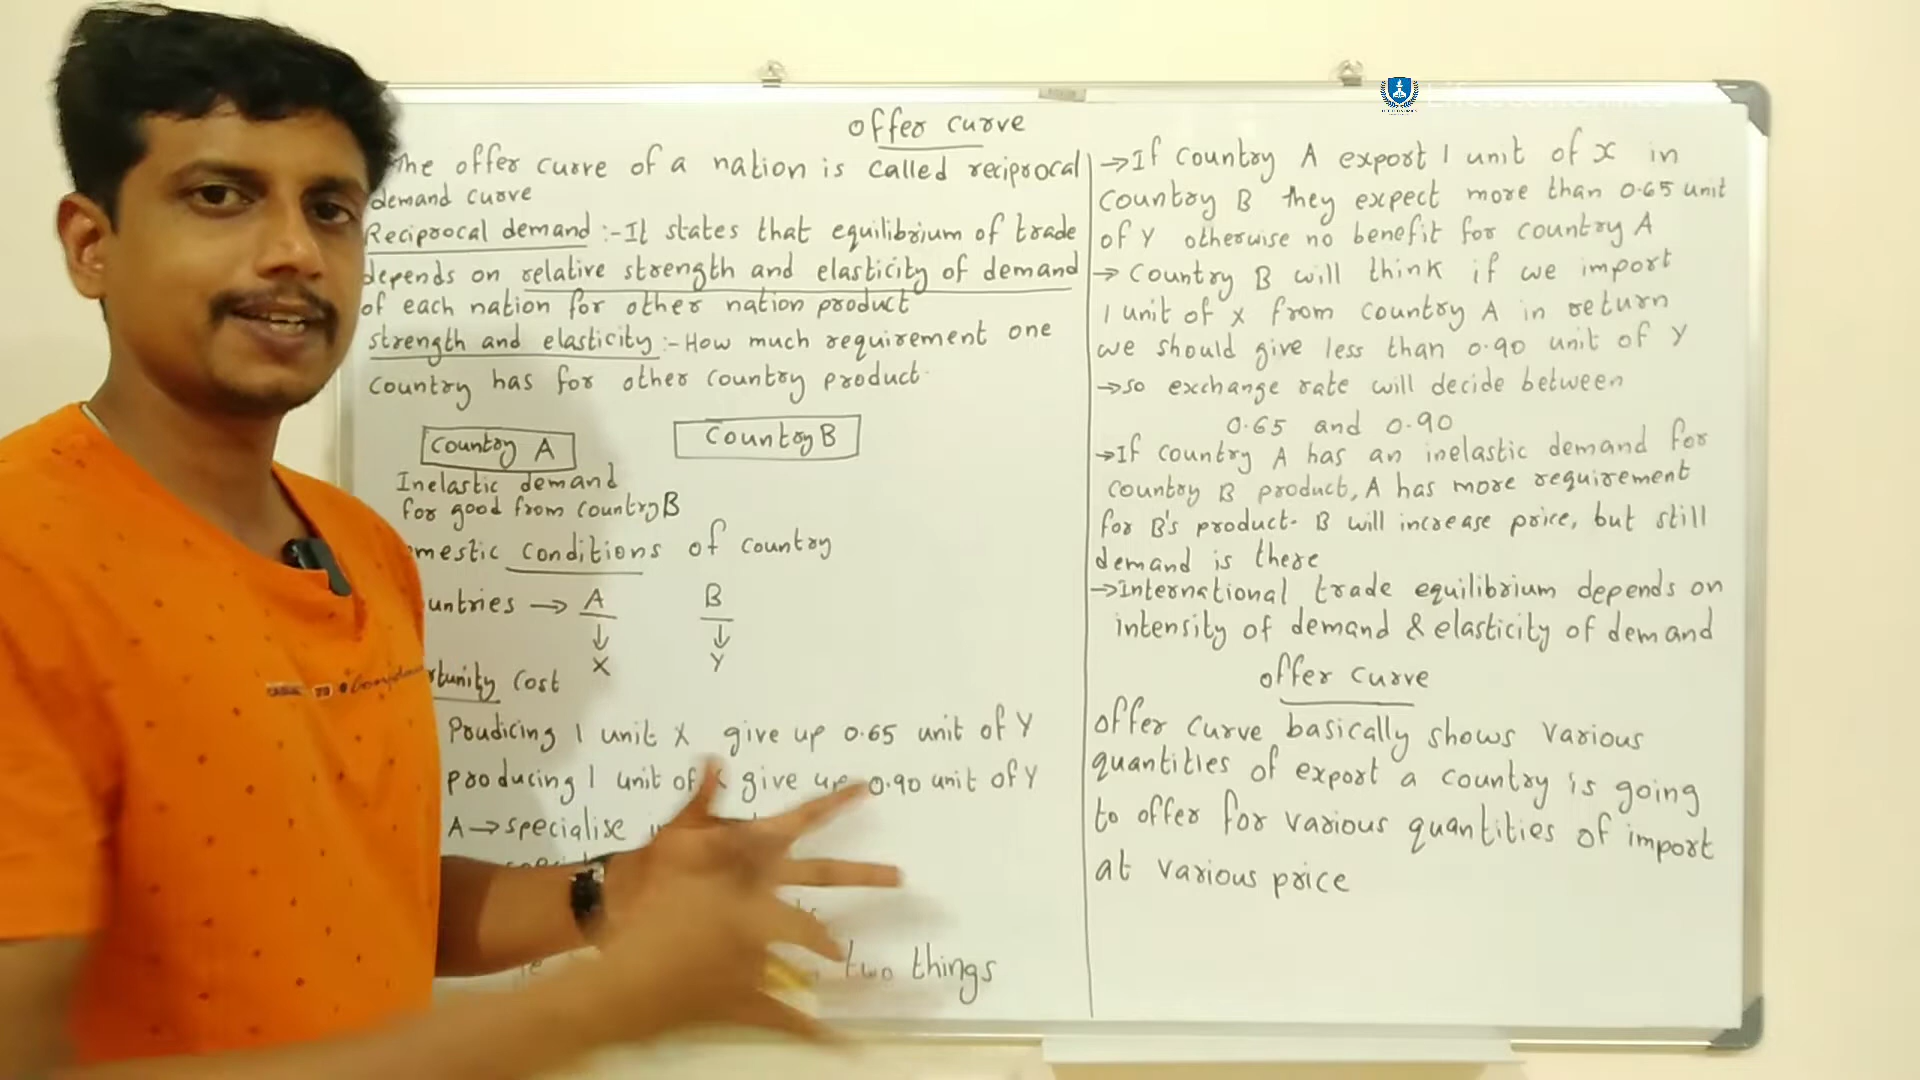 offer curve
The offer curve of a nation is called reciprocal
demand curve
Reciprocal demand :- It states that equilibrium of trade
depends on relative strength and elasticity of demand
of each nation for other nation product
strength and elasticity :- How much requirement one
country has for other country product.
Country A
Country B
Inelastic demand
for good from country B
mestic conditions of country
untries → A B
↓ ↓
X Y
rtunity cost
Poudicing 1 unit X give up 0.65 unit of Y
producing 1 unit of give up 0.90 unit of Y
A → specialise
two things
→ If country A export 1 unit of x in
country B they expect more than 0.65 unit
of Y otherwise no benefit for country A
→ Country B will think if we import
1 unit of X from country A in return
we should give less than 0.90 unit of Y
→ so exchange rate will decide between
0.65 and 0.90
→ If country A has an inelastic demand for
country B product, A has more requirement
for B's product. B will increase price, but still
demand is there
→ International trade equilibrium depends on
intensity of demand & elasticity of demand
offer curve
offer curve basically shows various
quantities of export a country is going
to offer for various quantities of import
at various price